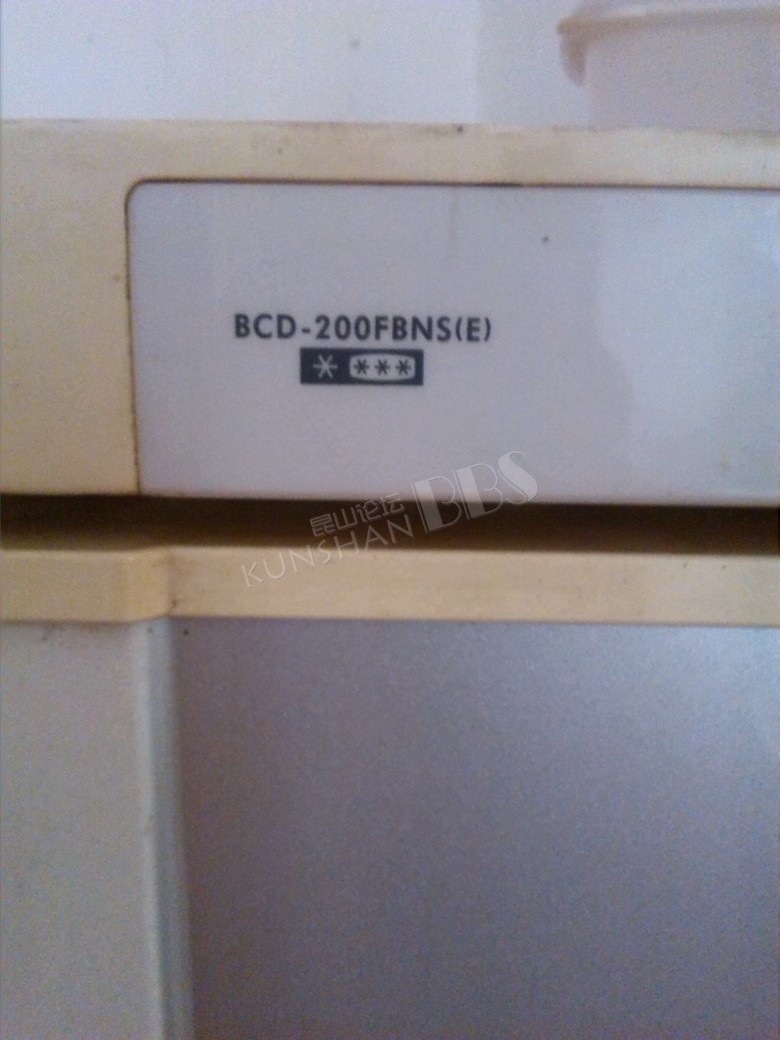 BCD-200FBNS(E)
* ***
昆山论坛
KUNSHAN BBS